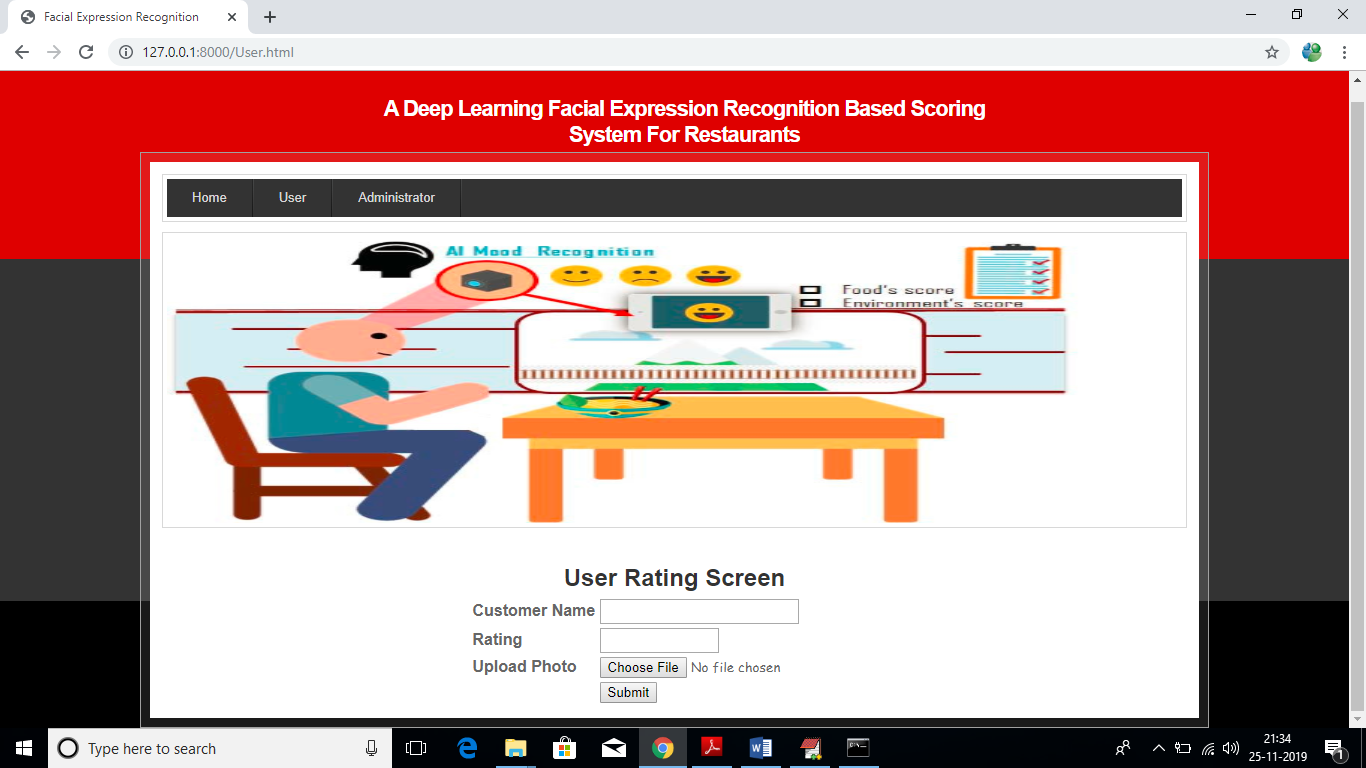 Facial Expression Recognition
127.0.0.1:8000/User.html
A Deep Learning Facial Expression Recognition Based Scoring
System For Restaurants
Home User Administrator
AI Mood Recognition
Food's score
Environment's score
User Rating Screen
Customer Name
Rating
Upload Photo Choose File No file chosen
Submit
Type here to search
21:34
25-11-2019
1